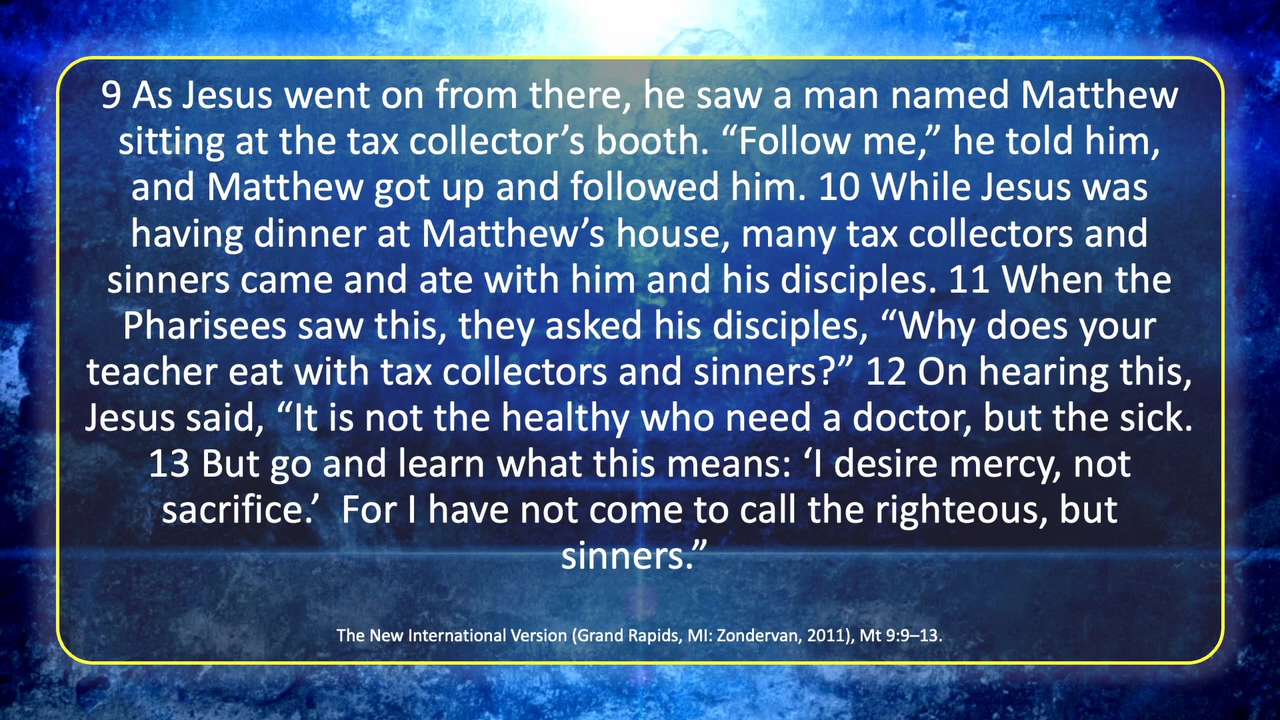 9 As Jesus went on from there, he saw a man named Matthew
sitting at the tax collector’s booth. “Follow me,” he told him,
and Matthew got up and followed him. 10 While Jesus was
having dinner at Matthew’s house, many tax collectors and
sinners came and ate with him and his disciples. 11 When the
Pharisees saw this, they asked his disciples, “Why does your
teacher eat with tax collectors and sinners?” 12 On hearing this,
Jesus said, “It is not the healthy who need a doctor, but the sick.
13 But go and learn what this means: ‘I desire mercy, not
sacrifice.’  For I have not come to call the righteous, but
sinners.”
The New International Version (Grand Rapids, MI: Zondervan, 2011), Mt 9:9–13.